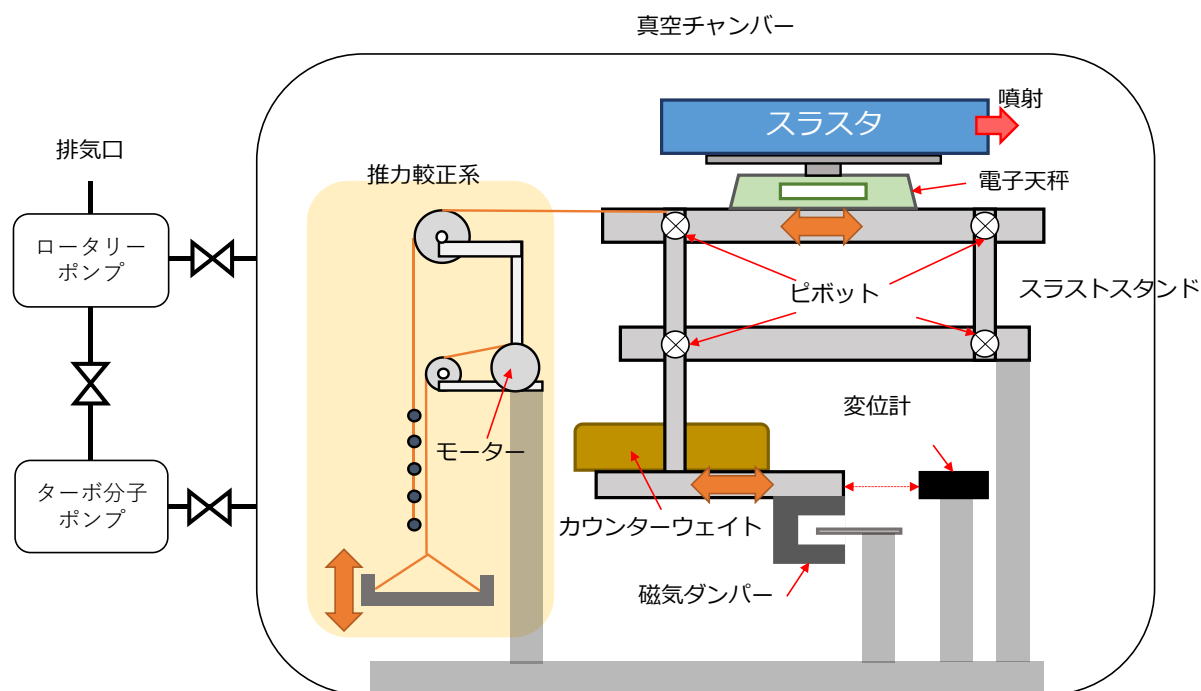 真空チャンバー
スラスタ
噴射
排気口
推力較正系
電子天秤
ロータリー
ポンプ
ピボット
スラストスタンド
変位計
モーター
ターボ分子
ポンプ
カウンターウェイト
磁気ダンパー